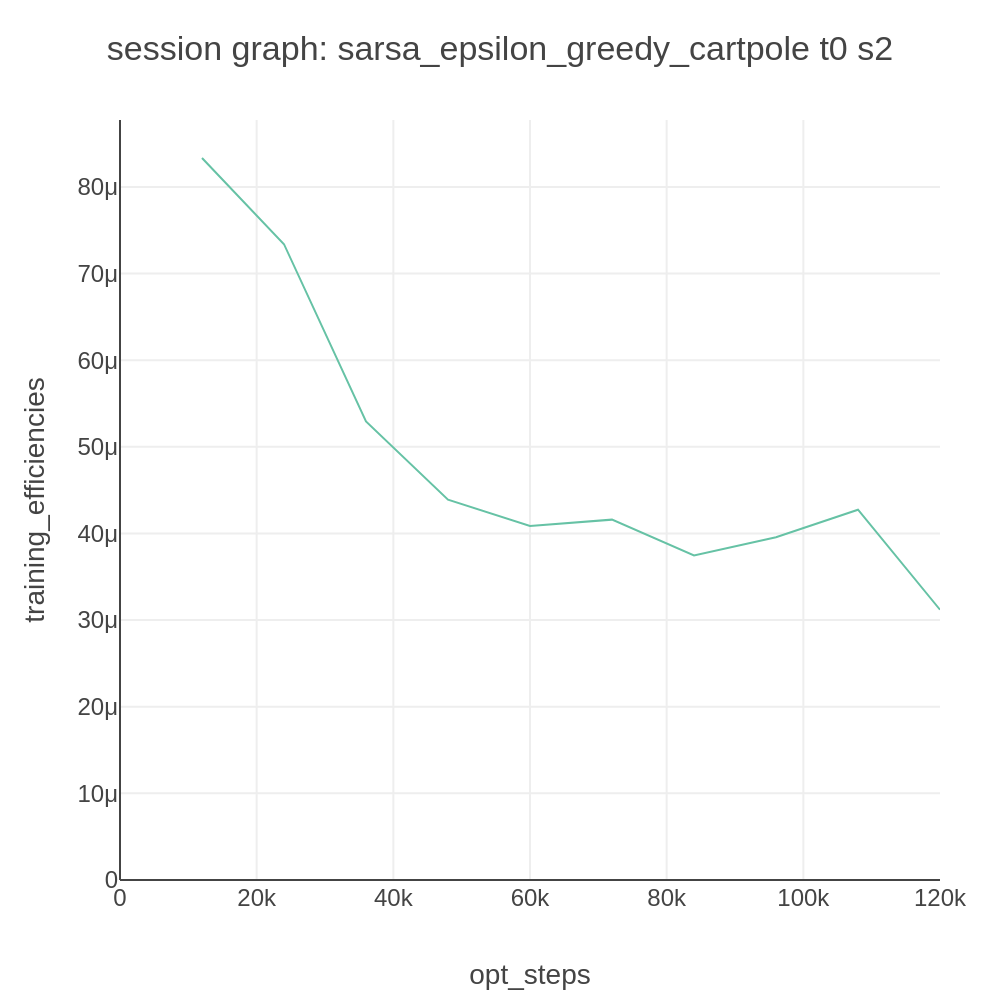 session graph: sarsa_epsilon_greedy_cartpole t0 s2
training_efficiencies
80μ
70μ
60μ
50μ
40μ
30μ
20μ
10μ
0
0 20k 40k 60k 80k 100k 120k
opt_steps